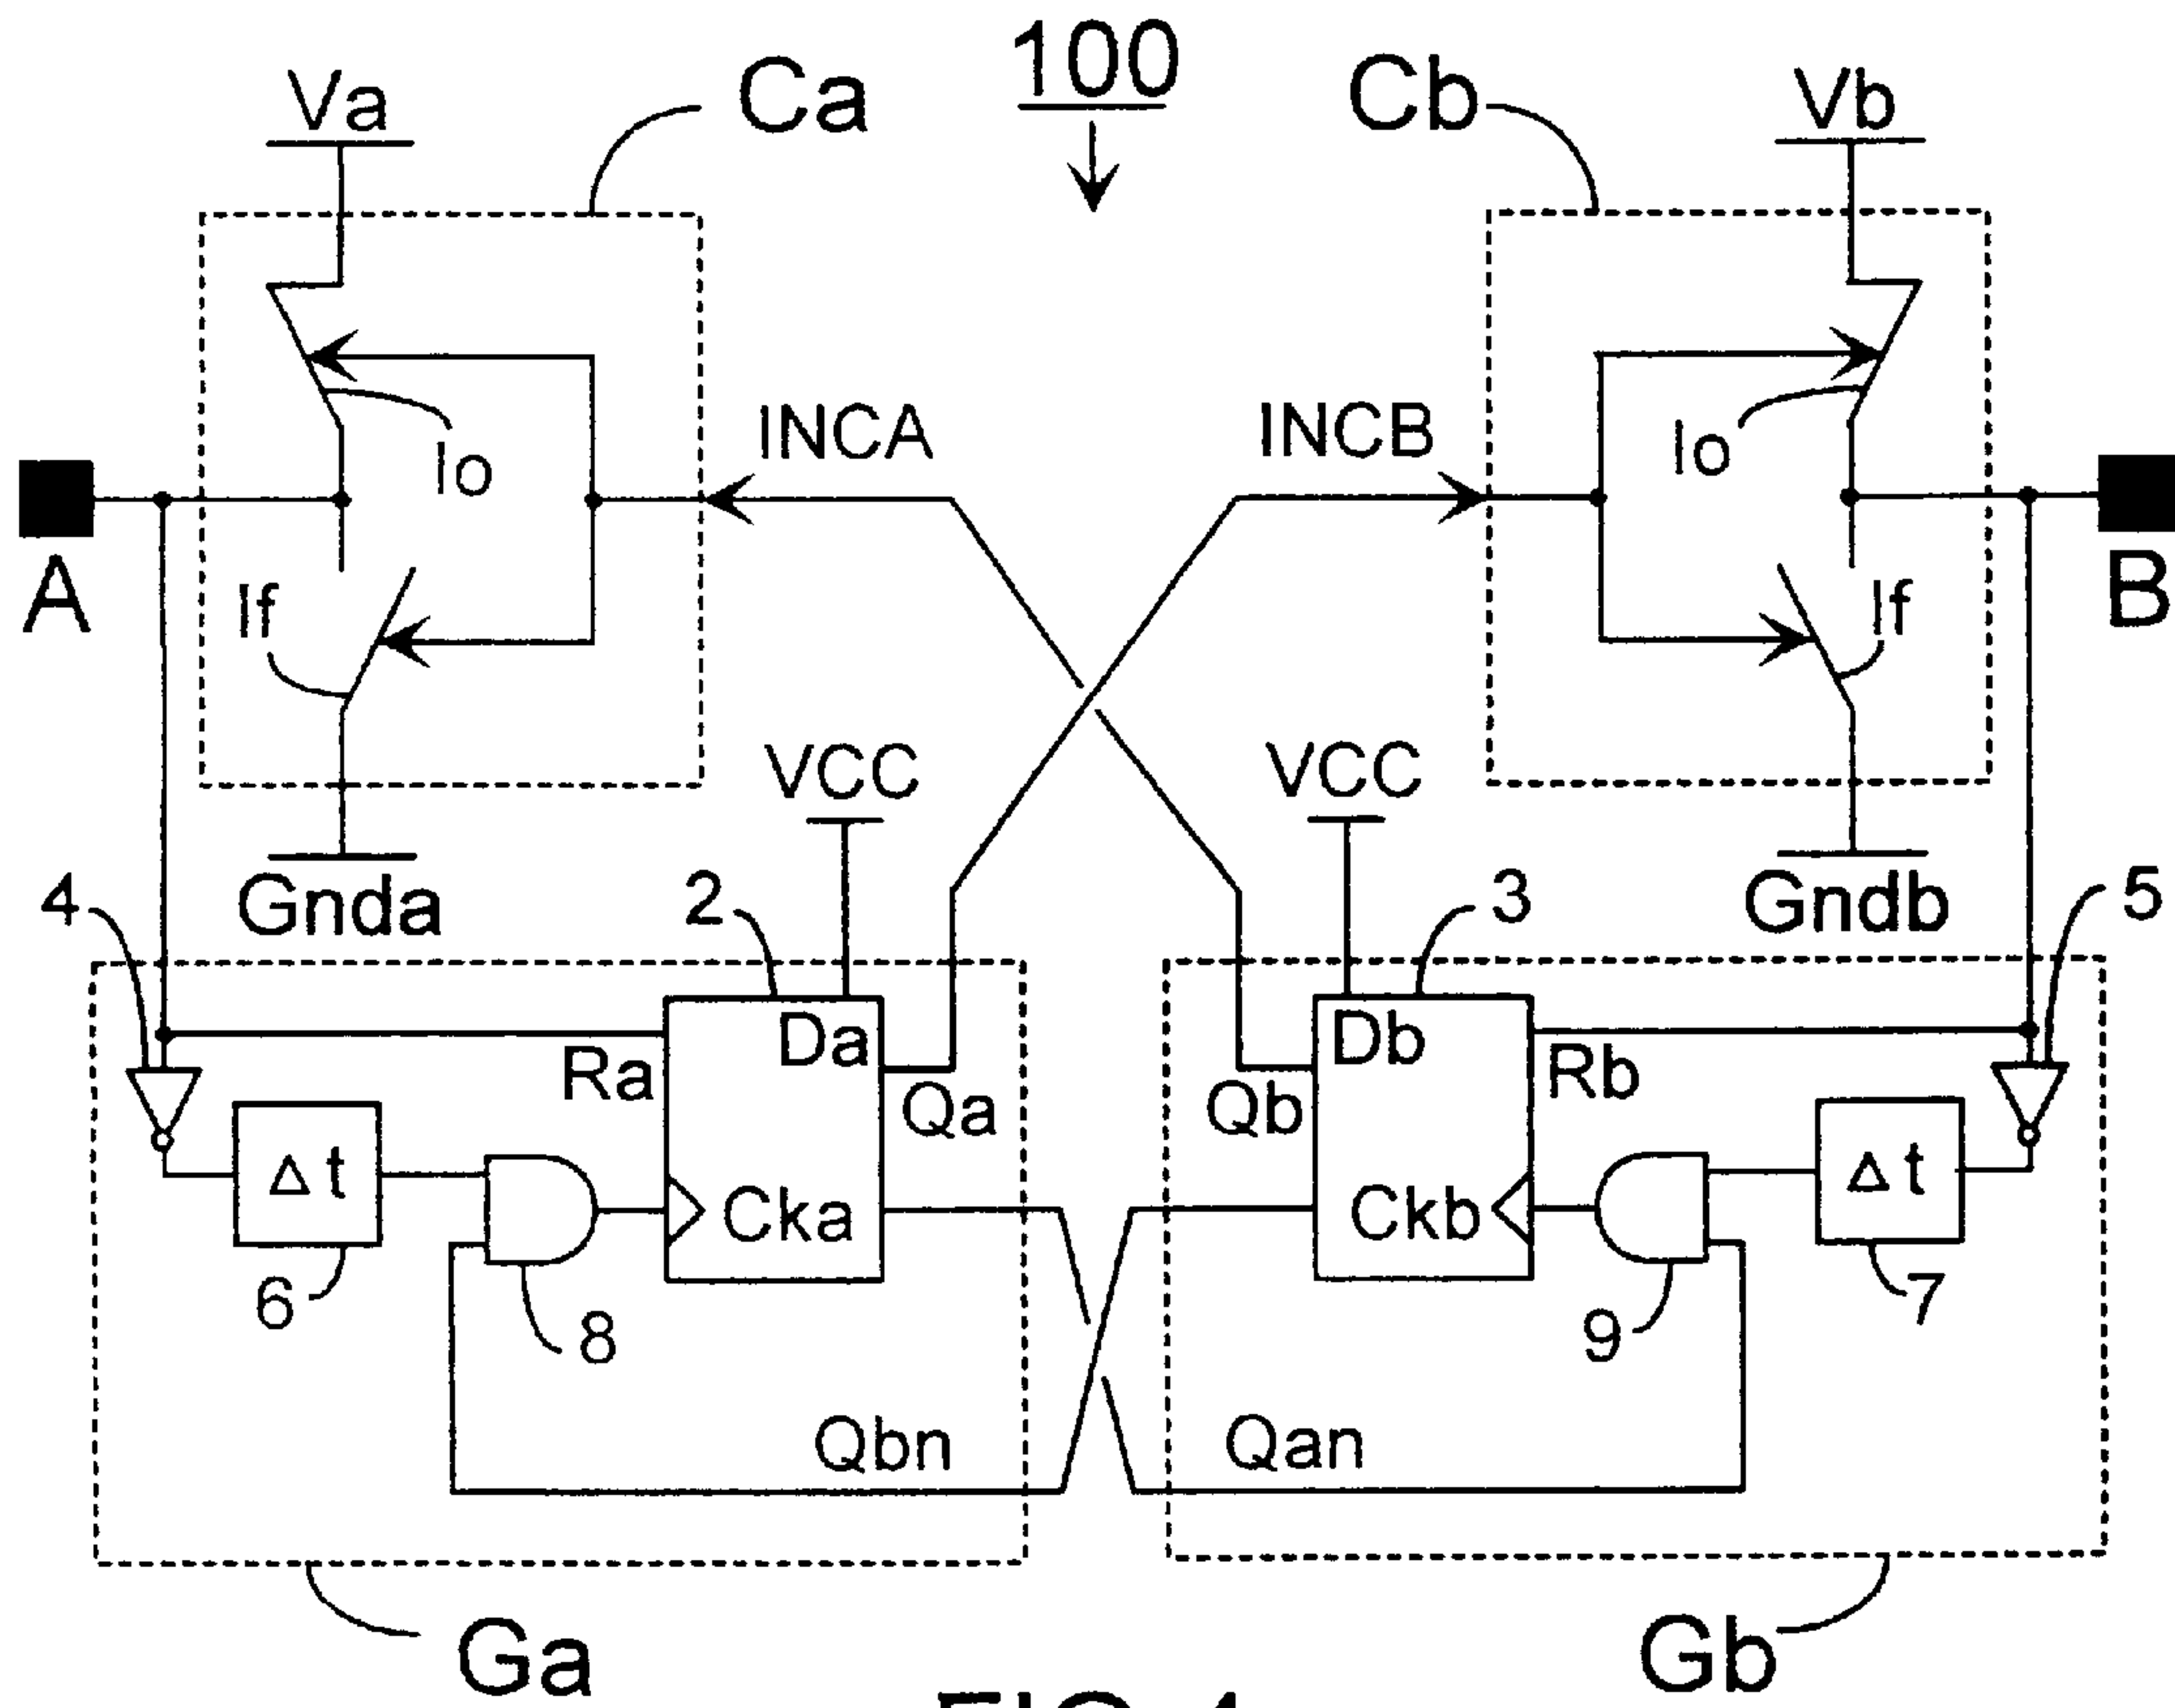 100
Va
Ca
Cb
Vb
Io
INCA
INCB
Io
A
If
If
B
VCC
VCC
Gnda
Gndb
4
2
3
5
Ra
Da
Qa
Qb
Db
Rb
Δt
Cka
Ckb
Δt
6
8
9
7
Qbn
Qan
Ga
Gb